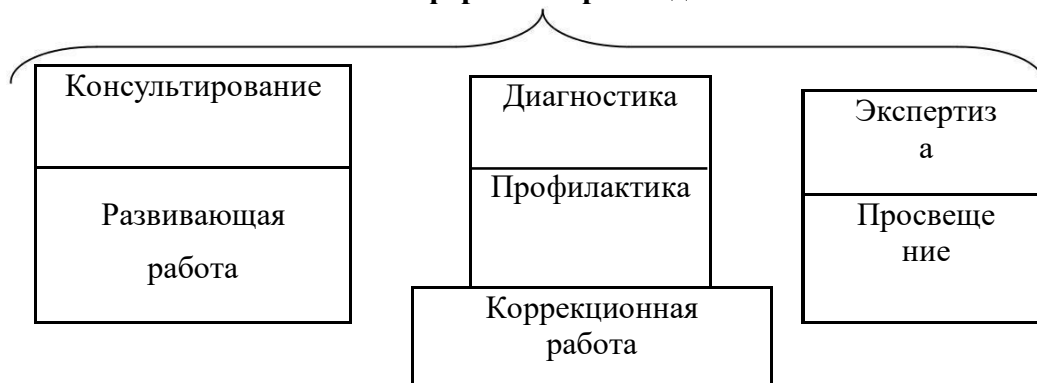 Консультирование
Развивающая
работа
Диагностика
Профилактика
Коррекционная
работа
Экспертиз
а
Просвеще
ние